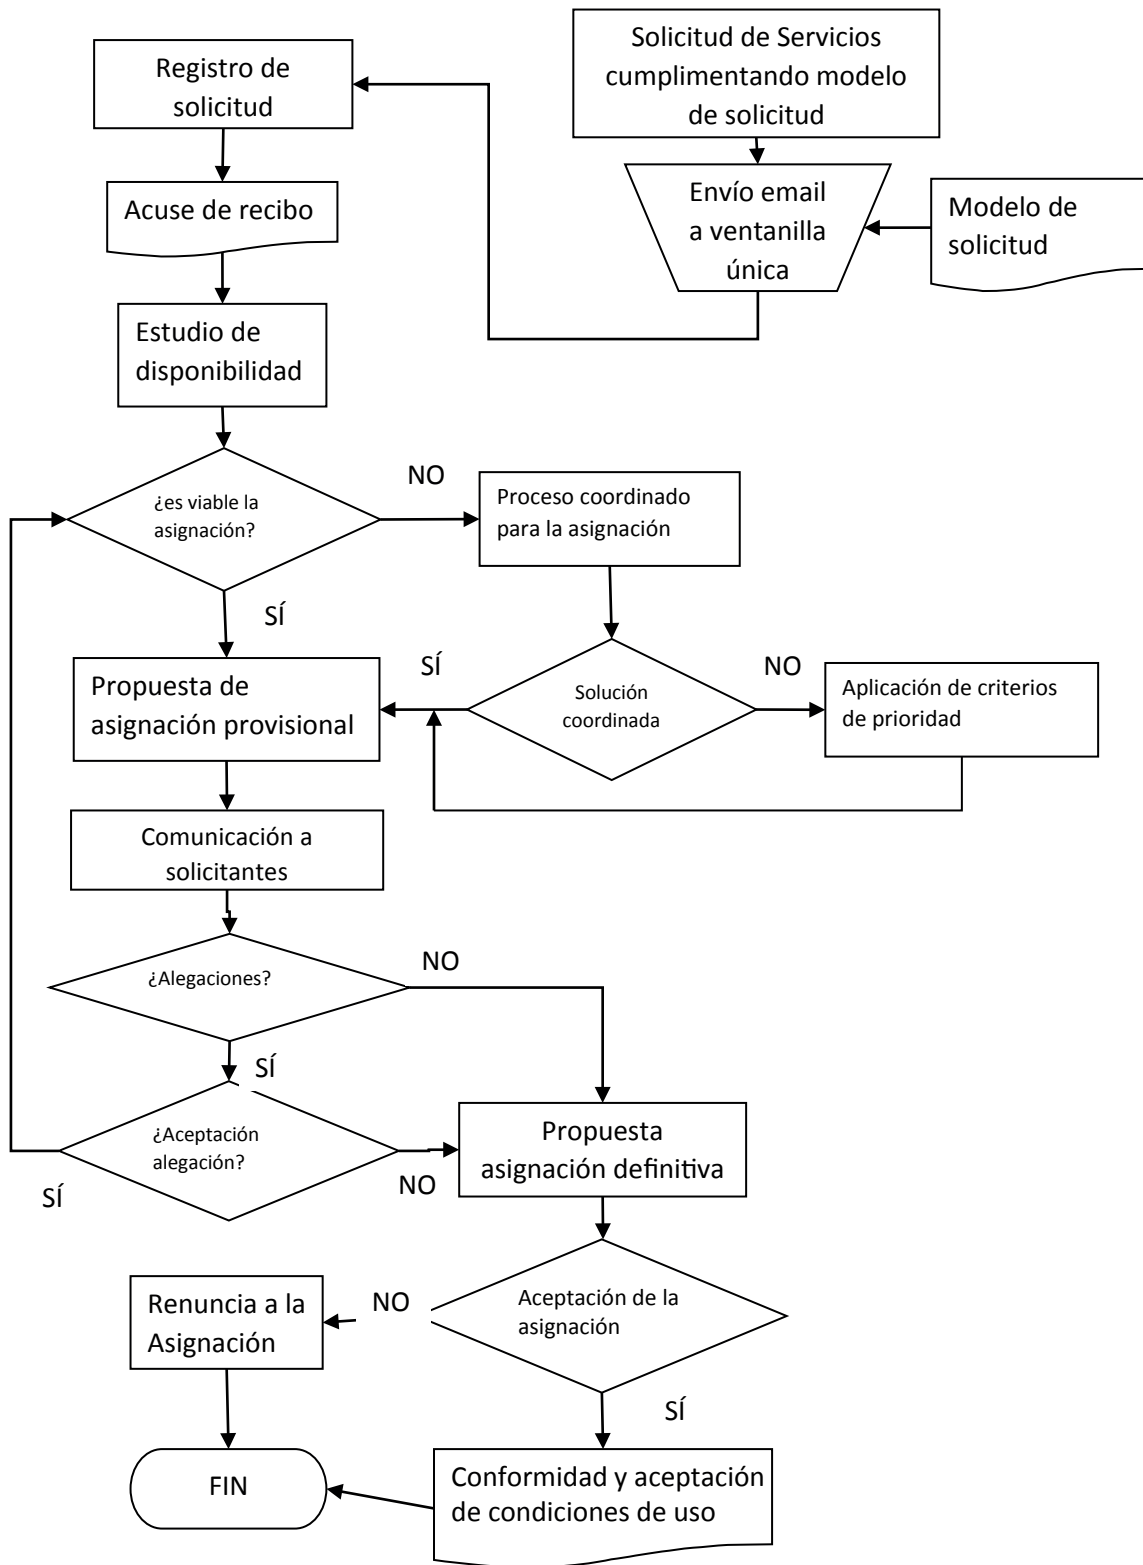 Solicitud de Servicios
cumplimentando modelo
de solicitud
Registro de
solicitud
Envío email
a ventanilla
única
Modelo de
solicitud
Acuse de recibo
Estudio de
disponibilidad
¿es viable la
asignación?
NO
Proceso coordinado
para la asignación
SÍ
Propuesta de
asignación provisional
SÍ
Solución
coordinada
NO
Aplicación de criterios
de prioridad
Comunicación a
solicitantes
¿Alegaciones?
NO
SÍ
¿Aceptación
alegación?
SÍ
NO
Propuesta
asignación definitiva
Aceptación de la
asignación
NO
Renuncia a la
Asignación
SÍ
Conformidad y aceptación
de condiciones de uso
FIN